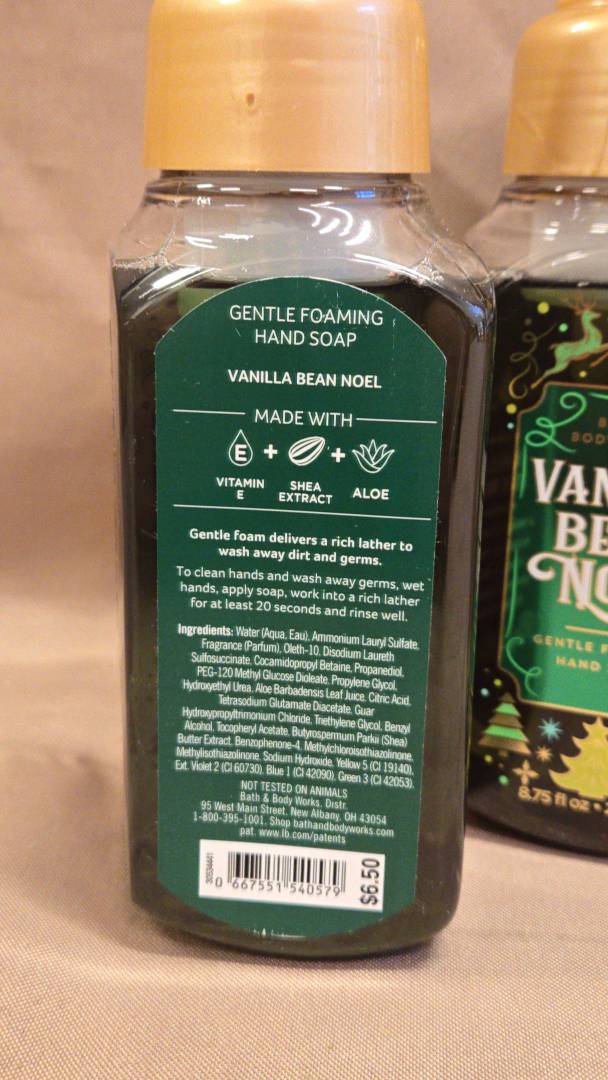 GENTLE FOAMING
HAND SOAP
VANILLA BEAN NOEL
MADE WITH
E + +
VITAMIN
E
SHEA
EXTRACT
ALOE
Gentle foam delivers a rich lather to
wash away dirt and germs.
To clean hands and wash away germs, wet
hands, apply soap, work into a rich lather
for at least 20 seconds and rinse well.
Ingredients: Water (Aqua, Eau), Ammonium Lauryl Sulfate,
Fragrance (Parfum), Oleth-10, Disodium Laureth
Sulfosuccinate, Cocamidopropyl Betaine, Propanediol,
PEG-120 Methyl Glucose Dioleate, Propylene Glycol,
Hydroxyethyl Urea, Aloe Barbadensis Leaf Juice, Citric Acid,
Tetrasodium Glutamate Diacetate, Guar
Hydroxypropyltrimonium Chloride, Triethylene Glycol, Benzyl
Alcohol, Tocopheryl Acetate, Butyrospermum Parkii (Shea)
Butter Extract, Benzophenone-4, Methylchloroisothiazolinone,
Methylisothiazolinone, Sodium Hydroxide, Yellow 5 (CI 19140),
Ext. Violet 2 (CI 60730), Blue 1 (CI 42090), Green 3 (CI 42053).
NOT TESTED ON ANIMALS
Bath & Body Works, Distr.
95 West Main Street, New Albany, OH 43054
1-800-395-1001. Shop bathandbodyworks.com
pat. www.lb.com/patents
0 667551 540579
$6.50
B
BOD
VAN
BE
NO
GENTLE F
HAND
8.75 fl oz